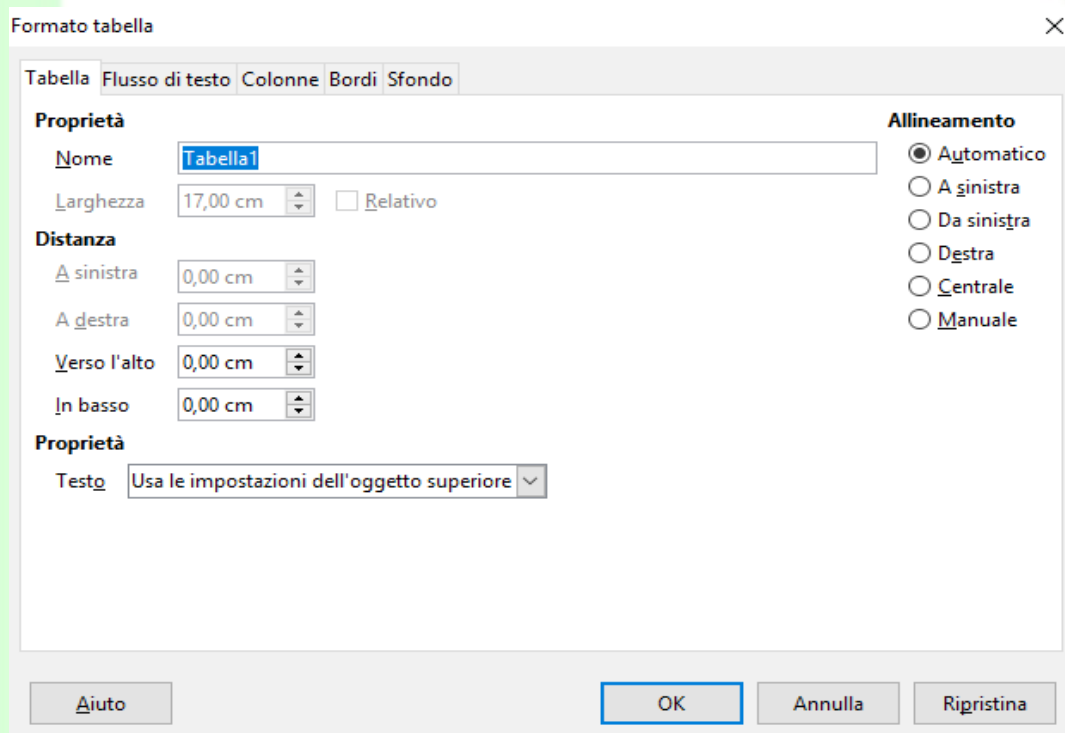 Formato tabella
Tabella Flusso di testo Colonne Bordi Sfondo
Proprietà
Nome Tabella1
Larghezza 17,00 cm Relativo
Distanza
A sinistra 0,00 cm
A destra 0,00 cm
Verso l'alto 0,00 cm
In basso 0,00 cm
Proprietà
Testo Usa le impostazioni dell'oggetto superiore
Allineamento
Automatico
A sinistra
Da sinistra
Destra
Centrale
Manuale
Aiuto OK Annulla Ripristina